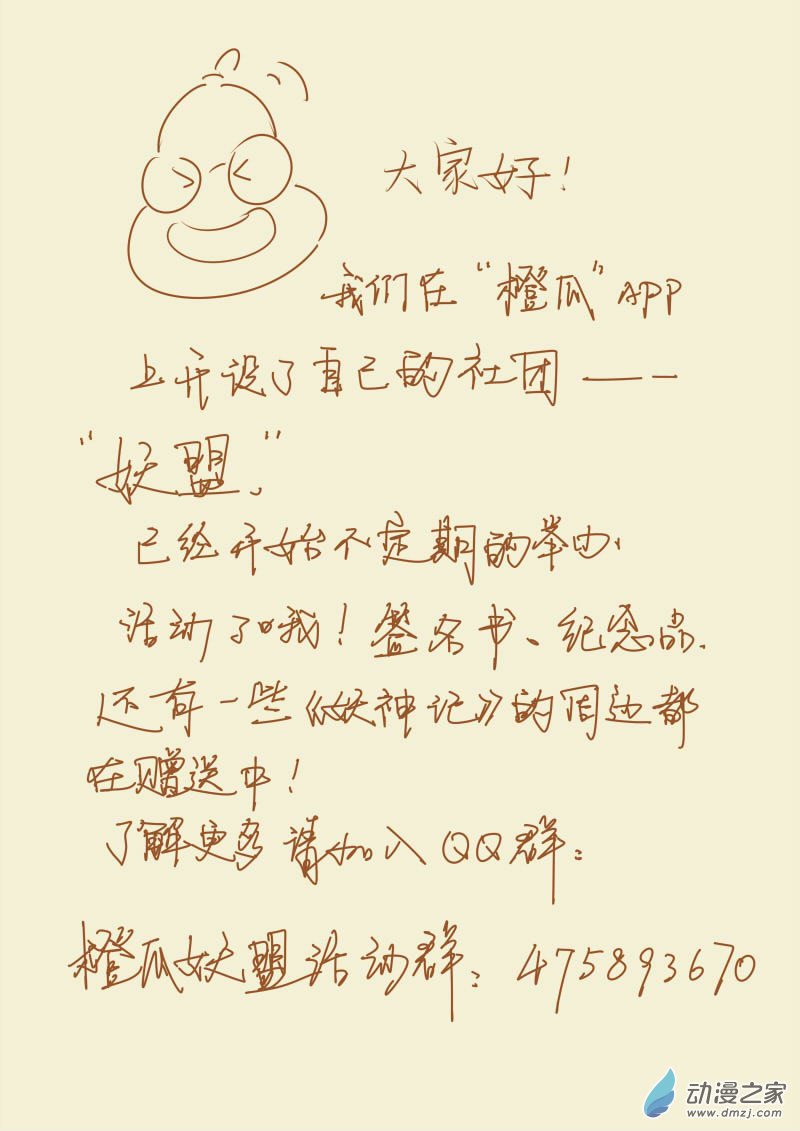 大家好！
我们在“橙瓜”APP
上开设了自己的社团——
“妖盟”
已经开始不定期的举办
活动了哦！签名书、纪念品、
还有一些《妖神记》的周边都
在赠送中！
了解更多请加入QQ群：
橙瓜妖盟活动群：475893670
动漫之家
www.dmzj.com